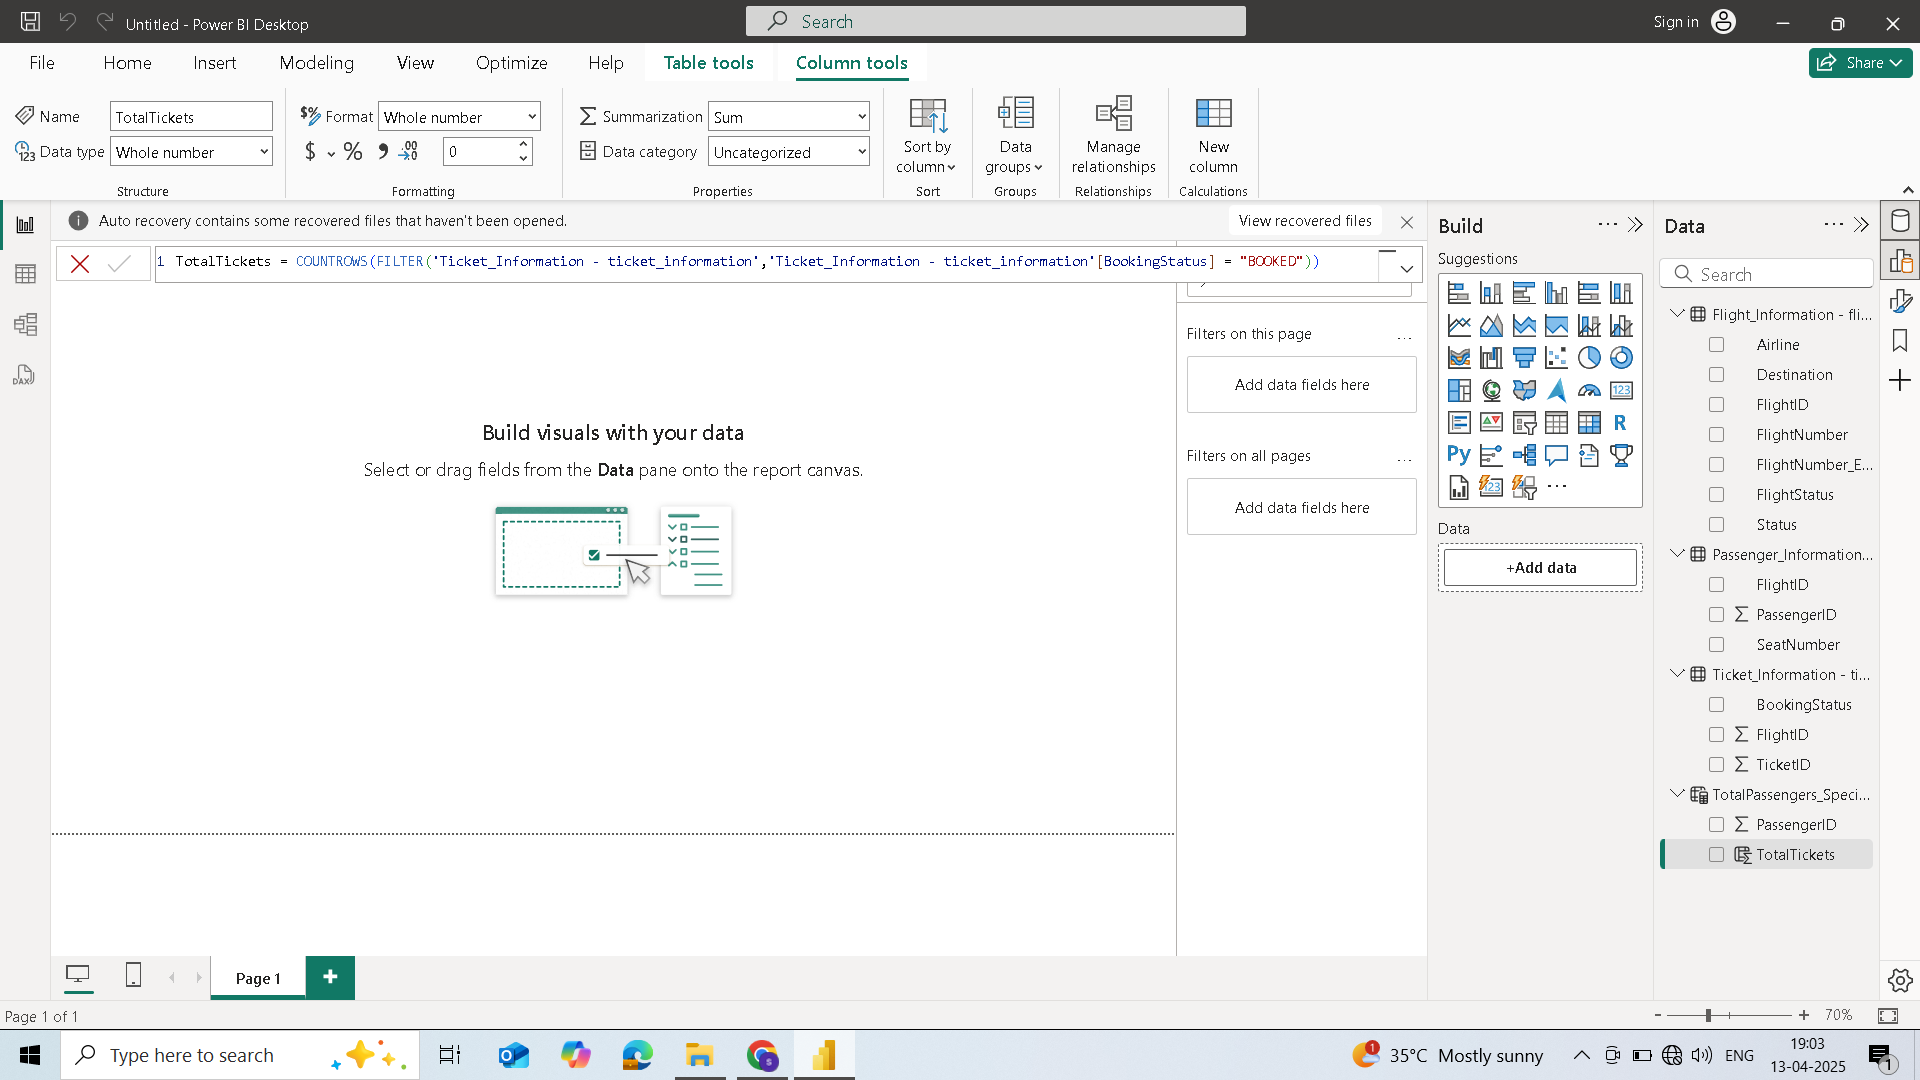 Untitled - Power BI Desktop
Search
Sign in
File
Home
Insert
Modeling
View
Optimize
Help
Table tools
Column tools
Share
Name
TotalTickets
Data type
Whole number
Structure
Format
Whole number
$ % 9 .00
0
Formatting
Summarization
Sum
Data category
Uncategorized
Properties
Sort by
column
Sort
Data
groups
Groups
Manage
relationships
Relationships
New
column
Calculations
Auto recovery contains some recovered files that haven't been opened.
View recovered files
1 TotalTickets = COUNTROWS(FILTER('Ticket_Information - ticket_information','Ticket_Information - ticket_information'[BookingStatus] = "BOOKED"))
Build visuals with your data
Select or drag fields from the Data pane onto the report canvas.
Filters on this page
...
Add data fields here
Filters on all pages
...
Add data fields here
Build
Suggestions
123
R
Py
123
Data
+Add data
Data
Search
Flight_Information - fli...
Airline
Destination
FlightID
FlightNumber
FlightNumber_E...
FlightStatus
Status
Passenger_Information...
FlightID
PassengerID
SeatNumber
Ticket_Information - ti...
BookingStatus
FlightID
TicketID
TotalPassengers_Speci...
PassengerID
TotalTickets
DAX
Page 1
Page 1 of 1
- + 70%
Type here to search
1
35°C Mostly sunny
ENG
19:03
13-04-2025
1